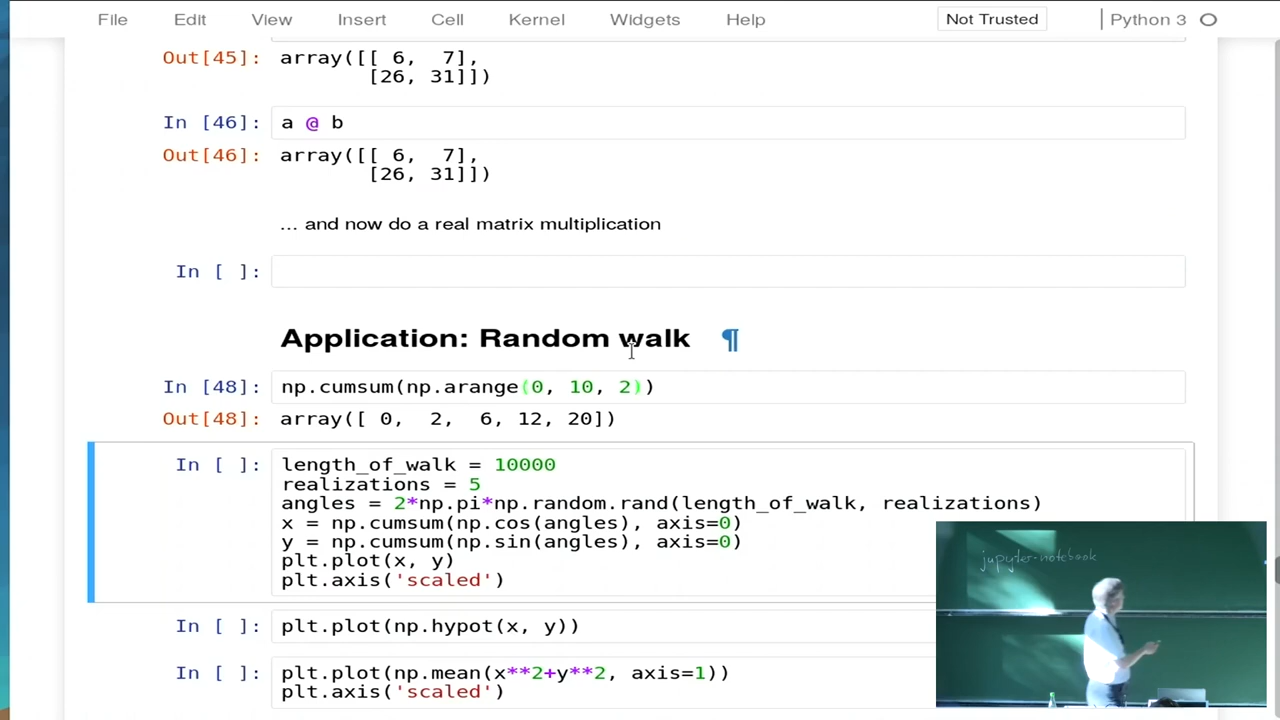 File Edit View Insert Cell Kernel Widgets Help Not Trusted Python 3
Out[45]: array([[ 6,  7],
[26, 31]])
In [46]: a @ b
Out[46]: array([[ 6,  7],
[26, 31]])
... and now do a real matrix multiplication
In [ ]:
Application: Random walk ¶
In [48]: np.cumsum(np.arange(0, 10, 2))
Out[48]: array([ 0,  2,  6, 12, 20])
In [ ]: length_of_walk = 10000
realizations = 5
angles = 2*np.pi*np.random.rand(length_of_walk, realizations)
x = np.cumsum(np.cos(angles), axis=0)
y = np.cumsum(np.sin(angles), axis=0)
plt.plot(x, y)
plt.axis('scaled')
jupyter-notebook
In [ ]: plt.plot(np.hypot(x, y))
In [ ]: plt.plot(np.mean(x**2+y**2, axis=1))
plt.axis('scaled')